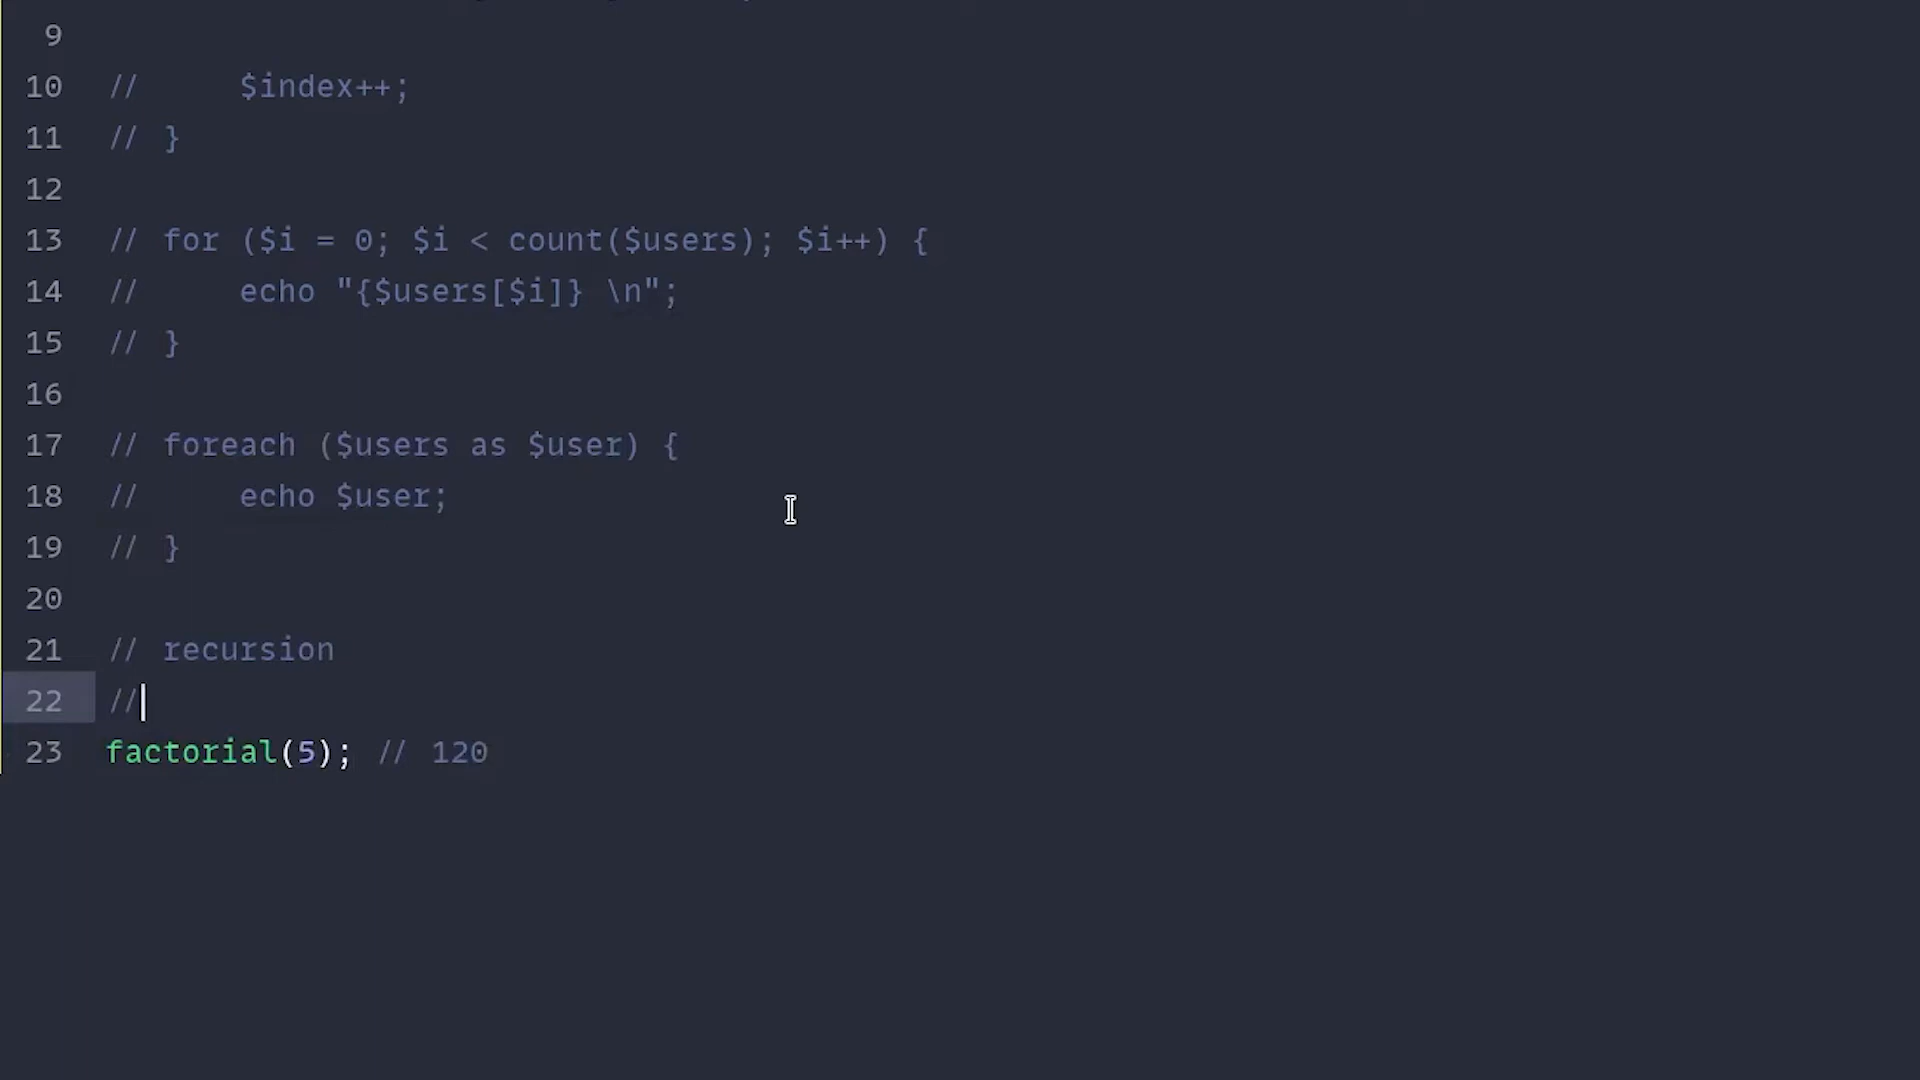 9
10 //     $index++;
11 // }
12
13 // for ($i = 0; $i < count($users); $i++) {
14 //     echo "{$users[$i]} \n";
15 // }
16
17 // foreach ($users as $user) {
18 //     echo $user;
19 // }
20
21 // recursion
22 //
23 factorial(5); // 120